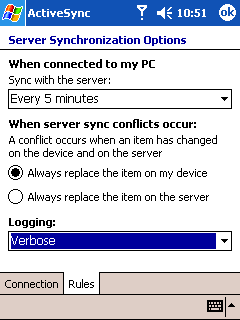 ActiveSync 10:51 ok
Server Synchronization Options
When connected to my PC
Sync with the server:
Every 5 minutes
When server sync conflicts occur:
A conflict occurs when an item has changed
on the device and on the server
Always replace the item on my device
Always replace the item on the server
Logging:
Verbose
Connection Rules